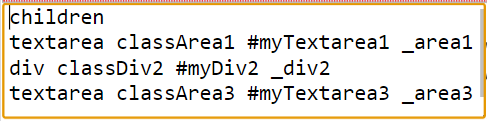 children
textarea classArea1 #myTextarea1 _area1
div classDiv2 #myDiv2 _div2
textarea classArea3 #myTextarea3 _area3